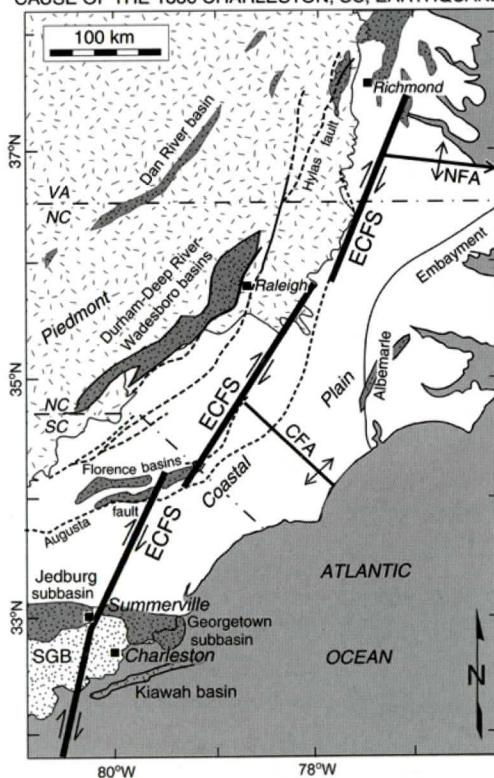 CAUSE OF THE 1886 CHARLESTON, SC, EARTHQUAKE
100 km
Richmond
37°N
Dan River basin
Hylas fault
NFA
VA
NC
ECFS
Embayment
Durham-Deep River-
Wadesboro basins
Raleigh
Piedmont
Albemarle
35°N
Plain
ECFS
NC
SC
CFA
Florence basins
Coastal
Augusta fault
ECFS
ATLANTIC
Jedburg
subbasin
Summerville
33°N
Georgetown
subbasin
SGB
Charleston
OCEAN
Kiawah basin
N
80°W
78°W